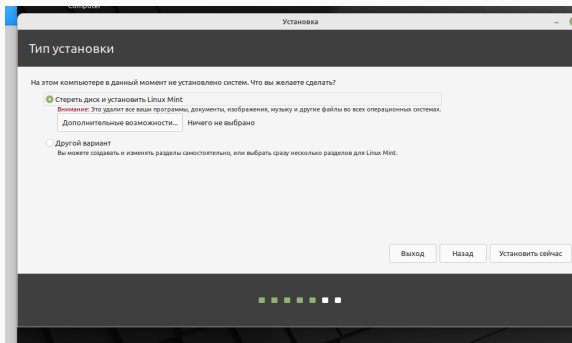 Computer
Установка
Тип установки
На этом компьютере в данный момент не установлено систем. Что вы желаете сделать?
Стереть диск и установить Linux Mint
Внимание: Это удалит все ваши программы, документы, изображения, музыку и другие файлы во всех операционных системах.
Дополнительные возможности... Ничего не выбрано
Другой вариант
Вы можете создавать и изменять разделы самостоятельно, или выбрать сразу несколько разделов для Linux Mint.
Выход Назад Установить сейчас